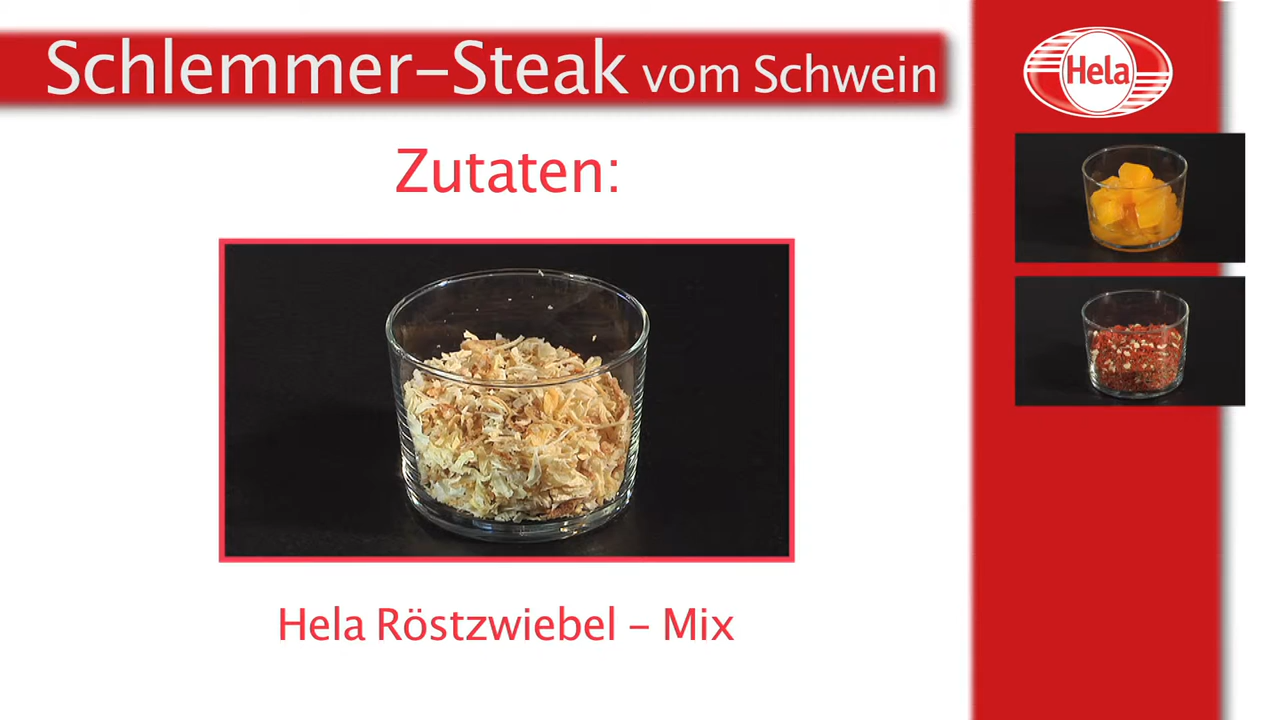 Schlemmer-Steak vom Schwein
Hela
Zutaten:
Hela Röstzwiebel - Mix